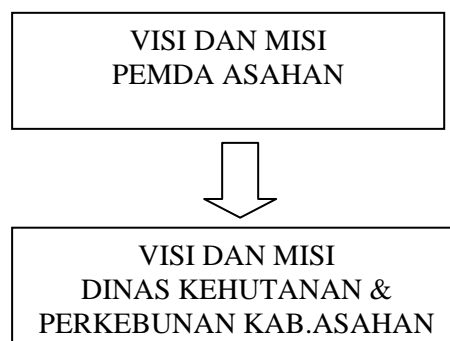 VISI DAN MISI
PEMDA ASAHAN
VISI DAN MISI
DINAS KEHUTANAN &
PERKEBUNAN KAB.ASAHAN